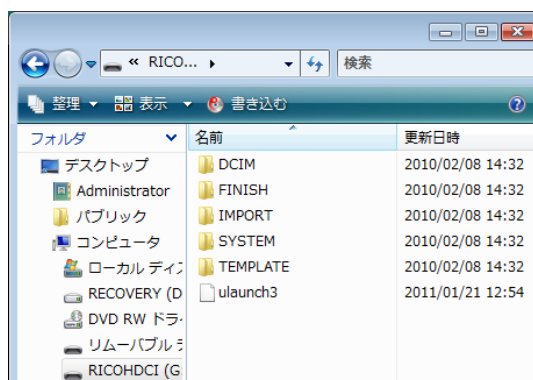 « RICO...
検索
整理 表示 書き込む
フォルダ
デスクトップ
Administrator
パブリック
コンピュータ
ローカル ディ
RECOVERY (D
DVD RW ドラ
リムーバブル
RICOHDCI (G
名前 更新日時
DCIM 2010/02/08 14:32
FINISH 2010/02/08 14:32
IMPORT 2010/02/08 14:32
SYSTEM 2010/02/08 14:32
TEMPLATE 2010/02/08 14:32
ulaunch3 2011/01/21 12:54